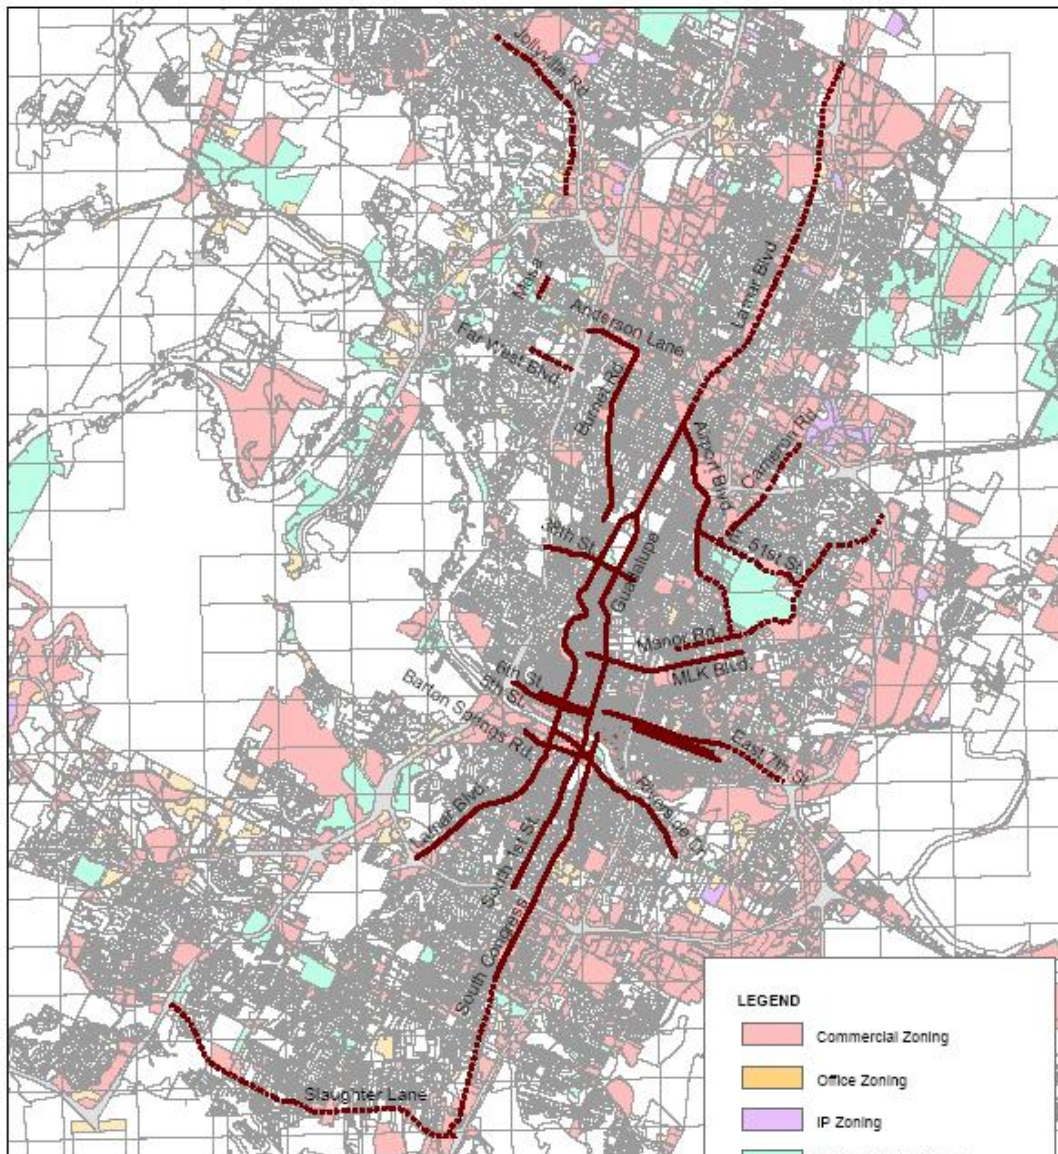 Jollyville Rd
Lamar Blvd
Mesa
Anderson Lane
Far West Blvd.
Burnet Rd
Airport Blvd.
Cameron Rd.
38th St.
E. 51st St.
Guadalupe
Manor Rd.
MLK Blvd.
6th St.
5th St.
Barton Springs Rd.
East 7th St.
Riverside Dr
Lamar Blvd.
South 1st St.
South Congress
Slaughter Lane
LEGEND
Commercial Zoning
Office Zoning
IP Zoning